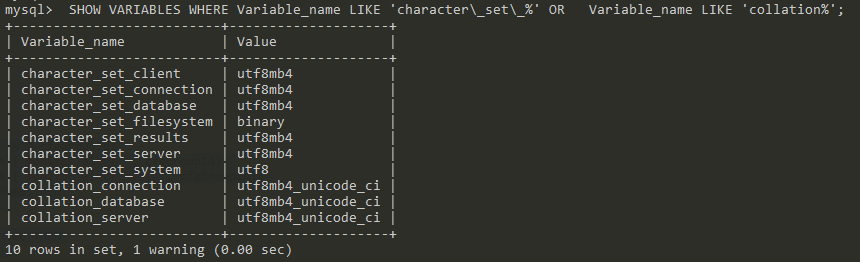 mysql>  SHOW VARIABLES WHERE Variable_name LIKE 'character\_set\_%' OR   Variable_name LIKE 'collation%';
+--------------------------+--------------------+
| Variable_name            | Value              |
+--------------------------+--------------------+
| character_set_client     | utf8mb4            |
| character_set_connection | utf8mb4            |
| character_set_database   | utf8mb4            |
| character_set_filesystem | binary             |
| character_set_results    | utf8mb4            |
| character_set_server     | utf8mb4            |
| character_set_system     | utf8               |
| collation_connection     | utf8mb4_unicode_ci |
| collation_database       | utf8mb4_unicode_ci |
| collation_server         | utf8mb4_unicode_ci |
+--------------------------+--------------------+
10 rows in set, 1 warning (0.00 sec)